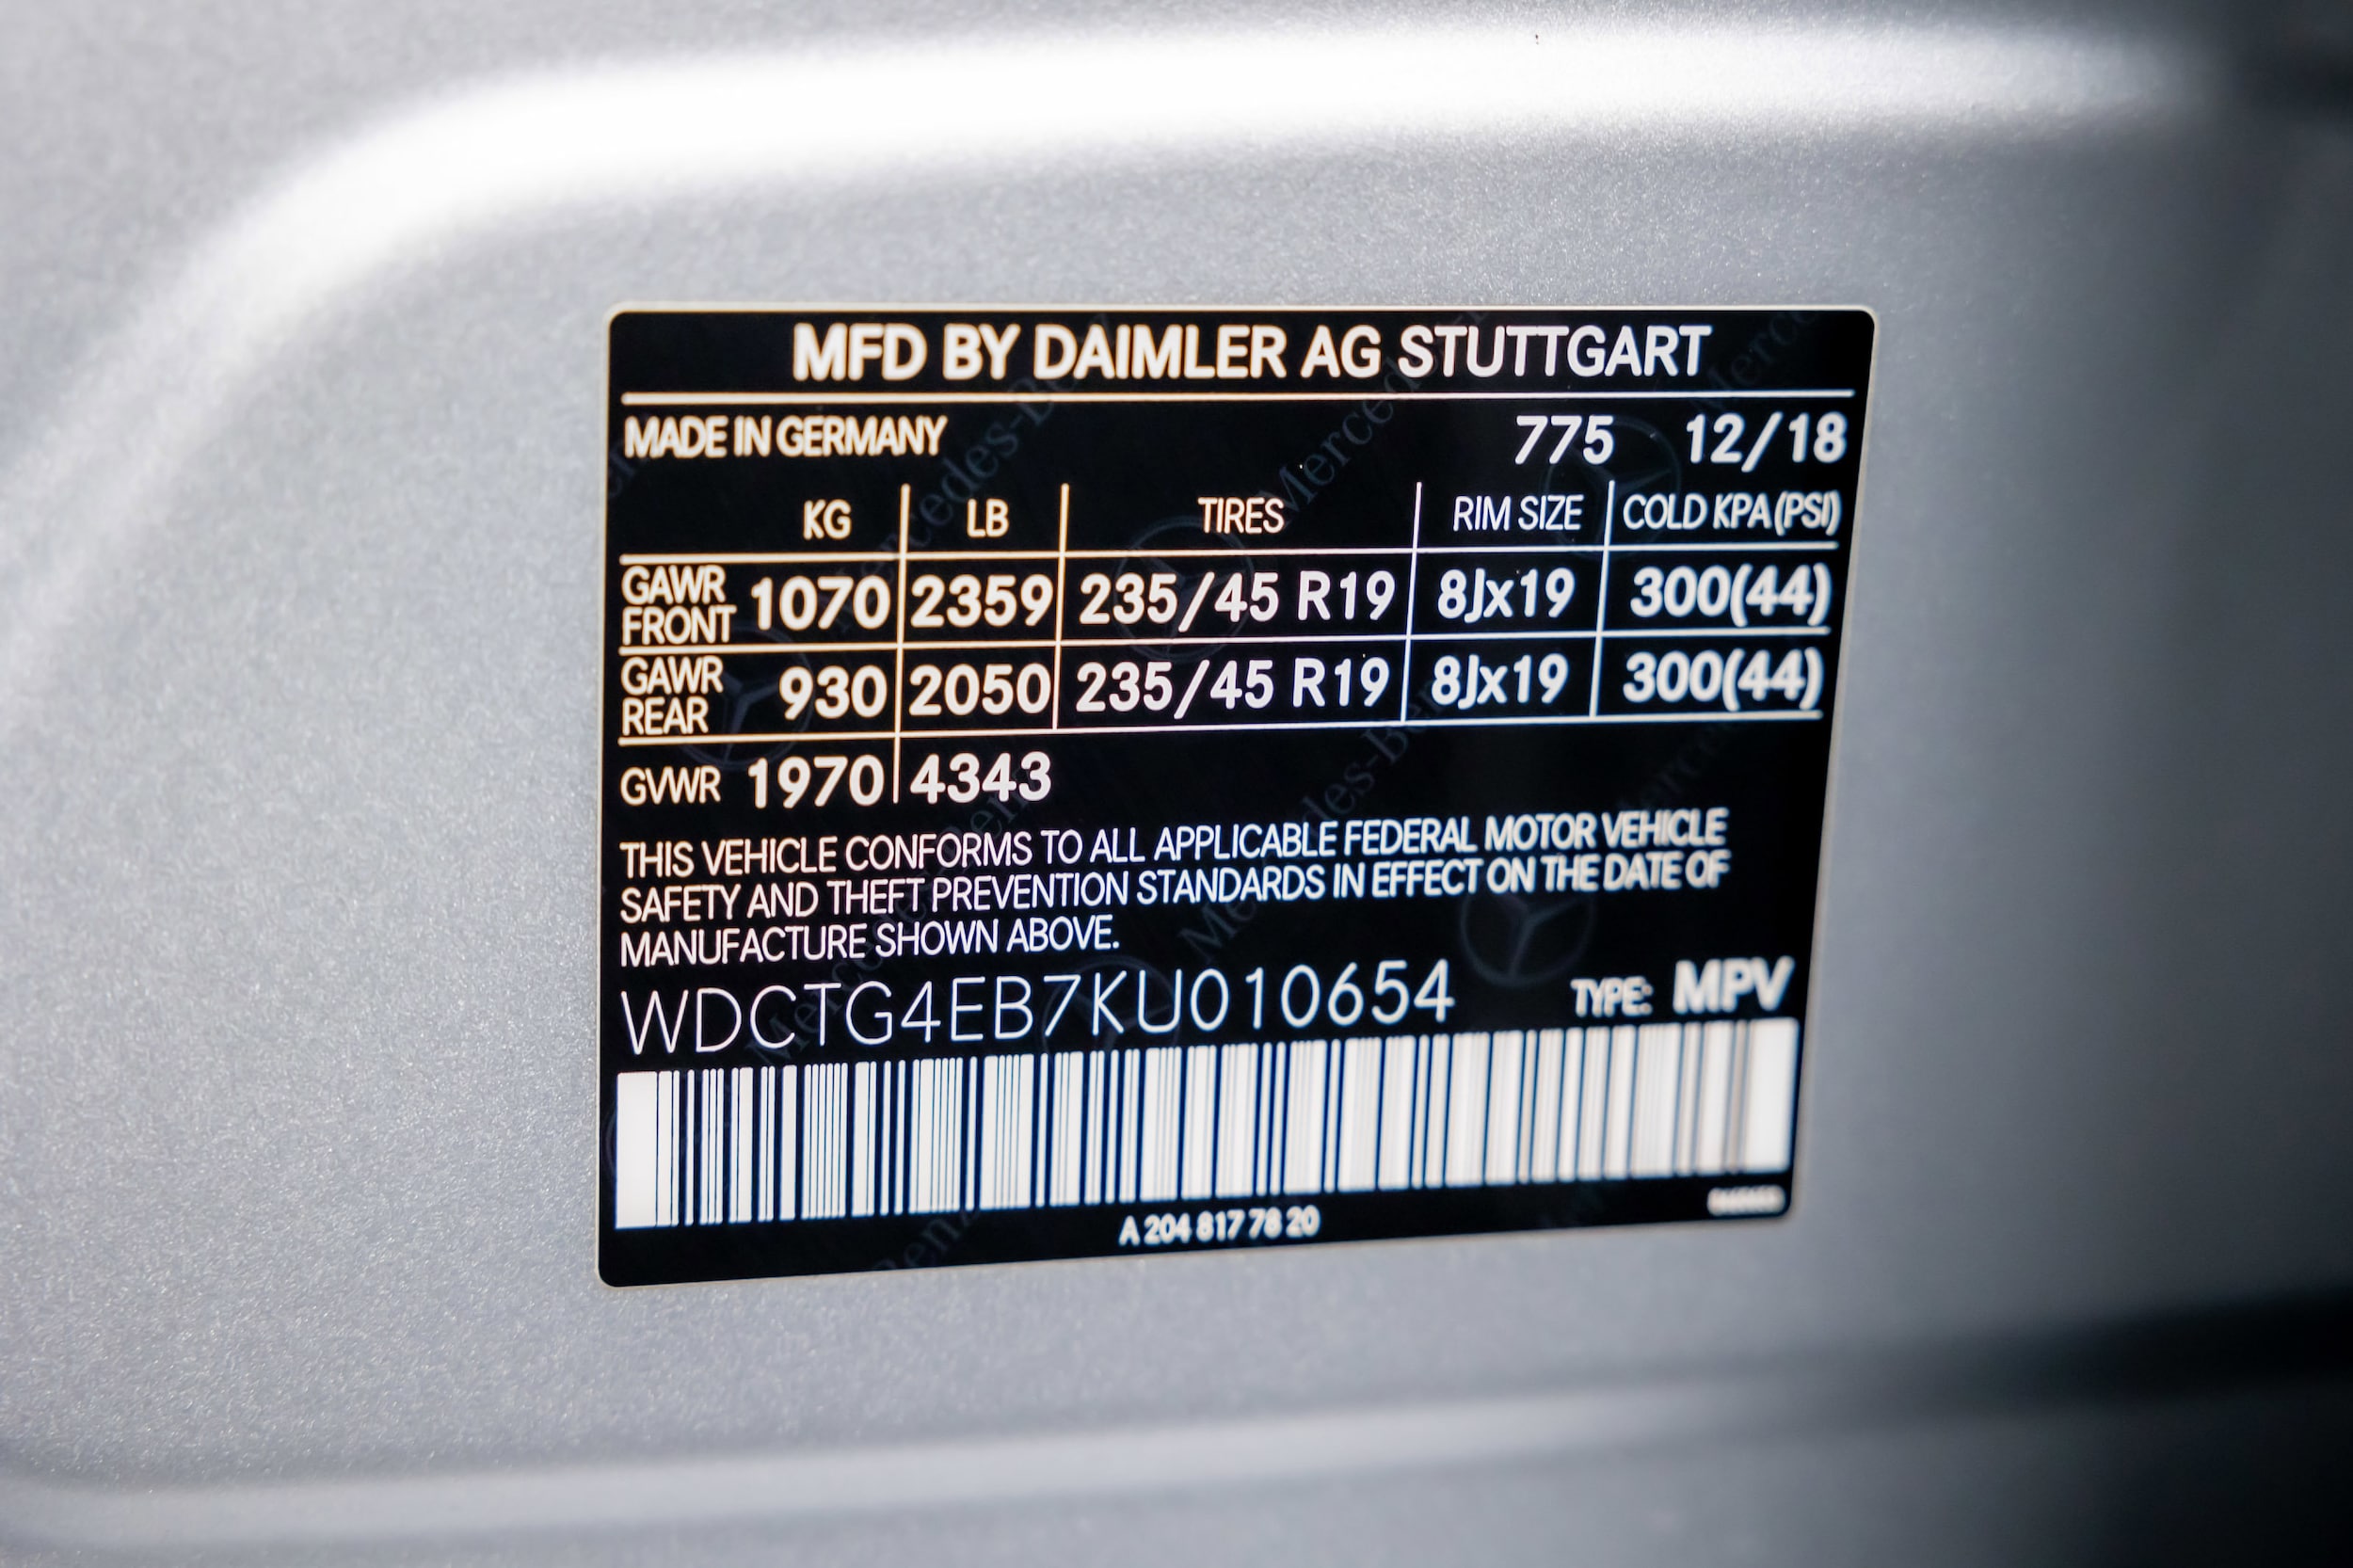 MFD BY DAIMLER AG STUTTGART
MADE IN GERMANY 775 12/18
KG LB TIRES RIM SIZE COLD KPA(PSI)
GAWR FRONT 1070 2359 235/45 R19 8Jx19 300(44)
GAWR REAR 930 2050 235/45 R19 8Jx19 300(44)
GVWR 1970 4343
THIS VEHICLE CONFORMS TO ALL APPLICABLE FEDERAL MOTOR VEHICLE
SAFETY AND THEFT PREVENTION STANDARDS IN EFFECT ON THE DATE OF
MANUFACTURE SHOWN ABOVE.
WDCTG4EB7KU010654 TYPE: MPV
A 204 817 78 20